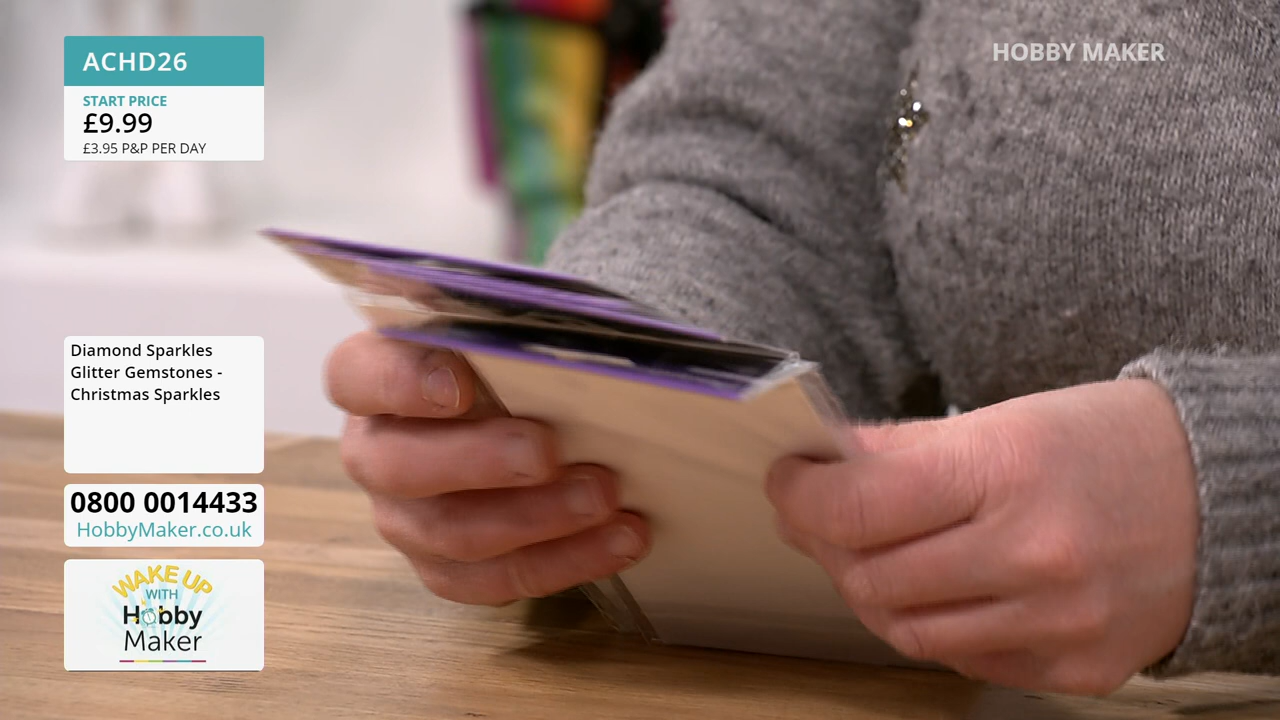 ACHD26
START PRICE
£9.99
£3.95 P&P PER DAY
HOBBY MAKER
Diamond Sparkles
Glitter Gemstones -
Christmas Sparkles
0800 0014433
HobbyMaker.co.uk
WAKE UP
WITH
Hobby
Maker